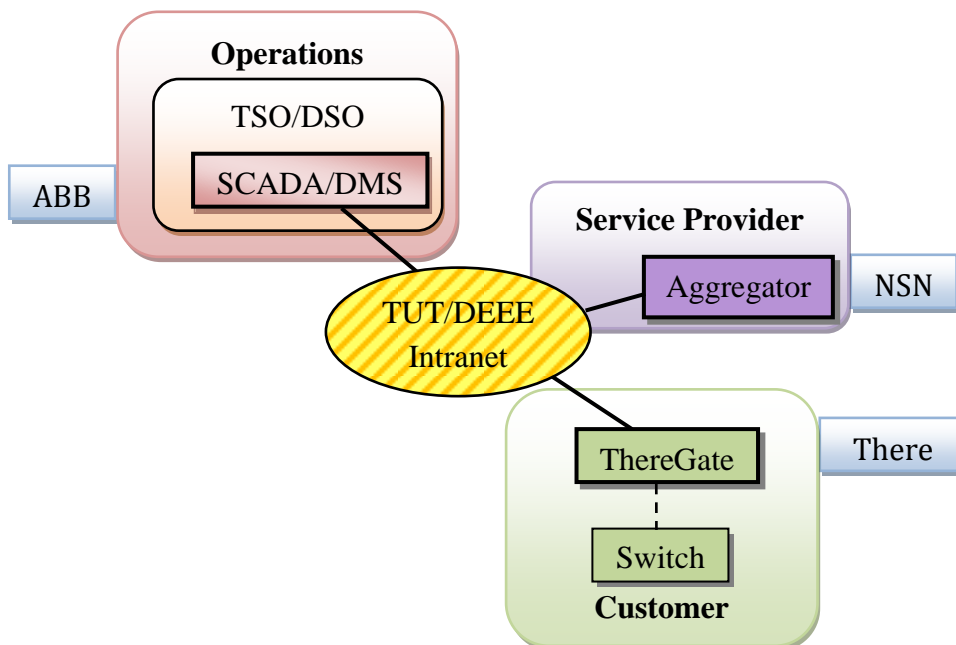 Operations
TSO/DSO
SCADA/DMS
ABB
Service Provider
Aggregator
NSN
TUT/DEEE
Intranet
ThereGate
There
Switch
Customer